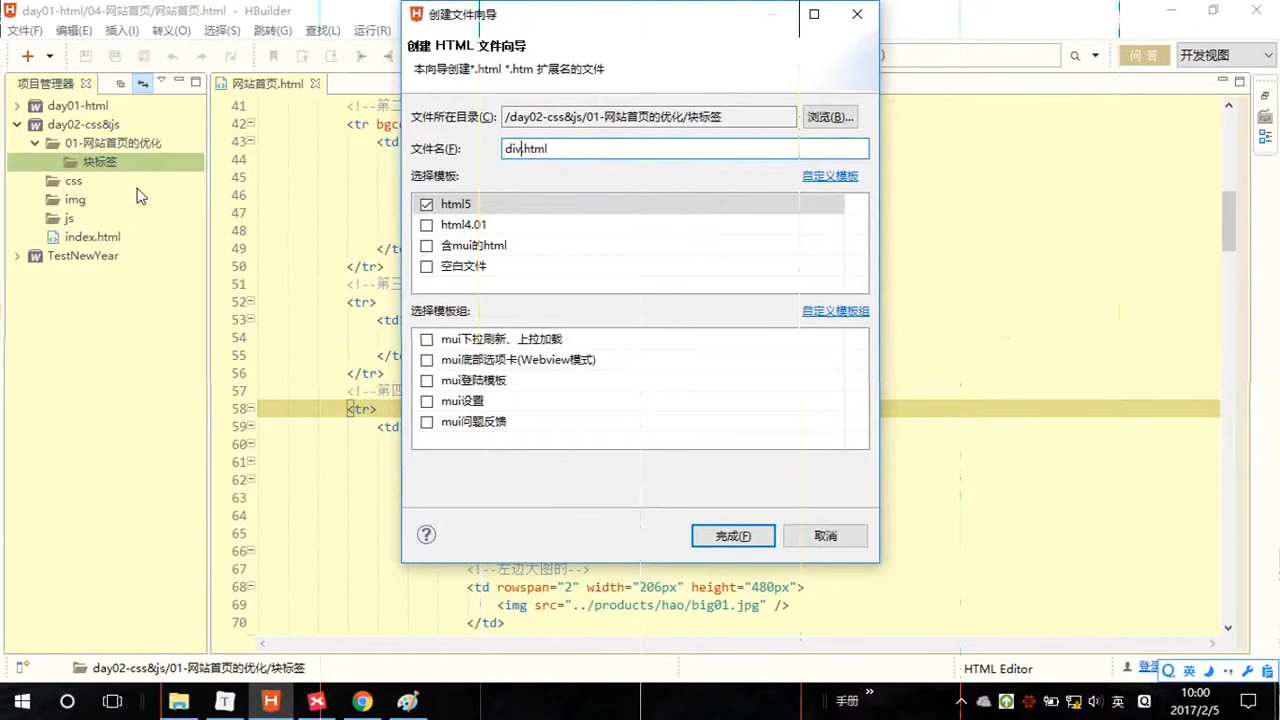 day01-html/04-网站首页/网站首页.html - HBuilder
文件(F) 编辑(E) 插入(I) 转义(O) 选择(S) 跳转(G) 查找(L) 运行(R)
问 答
开发视图
项目管理器
网站首页.html
day01-html
day02-css&js
01-网站首页的优化
块标签
css
img
js
index.html
TestNewYear
41 <!--第二
42 <tr bgc
43 <td
44
45
46
47
48
49 </t
50 </tr>
51 <!--第三
52 <tr>
53 <td
54
55 </t
56 </tr>
57 <!--第四
58 <tr>
59 <td
60
61
62
63
64
65
66
67 <!--左边大图的-->
68 <td rowspan="2" width="206px" height="480px">
69 <img src="../products/hao/big01.jpg" />
70 </td>
创建文件向导
创建 HTML 文件向导
本向导创建*.html *.htm 扩展名的文件
文件所在目录(C): /day02-css&js/01-网站首页的优化/块标签 浏览(B)...
文件名(F): div.html
选择模板: 自定义模板
html5
html4.01
含mui的html
空白文件
选择模板组: 自定义模板组
mui下拉刷新、上拉加载
mui底部选项卡(Webview模式)
mui登陆模板
mui设置
mui问题反馈
完成(F) 取消
day02-css&js/01-网站首页的优化/块标签
HTML Editor
英
手册
英
10:00
2017/2/5